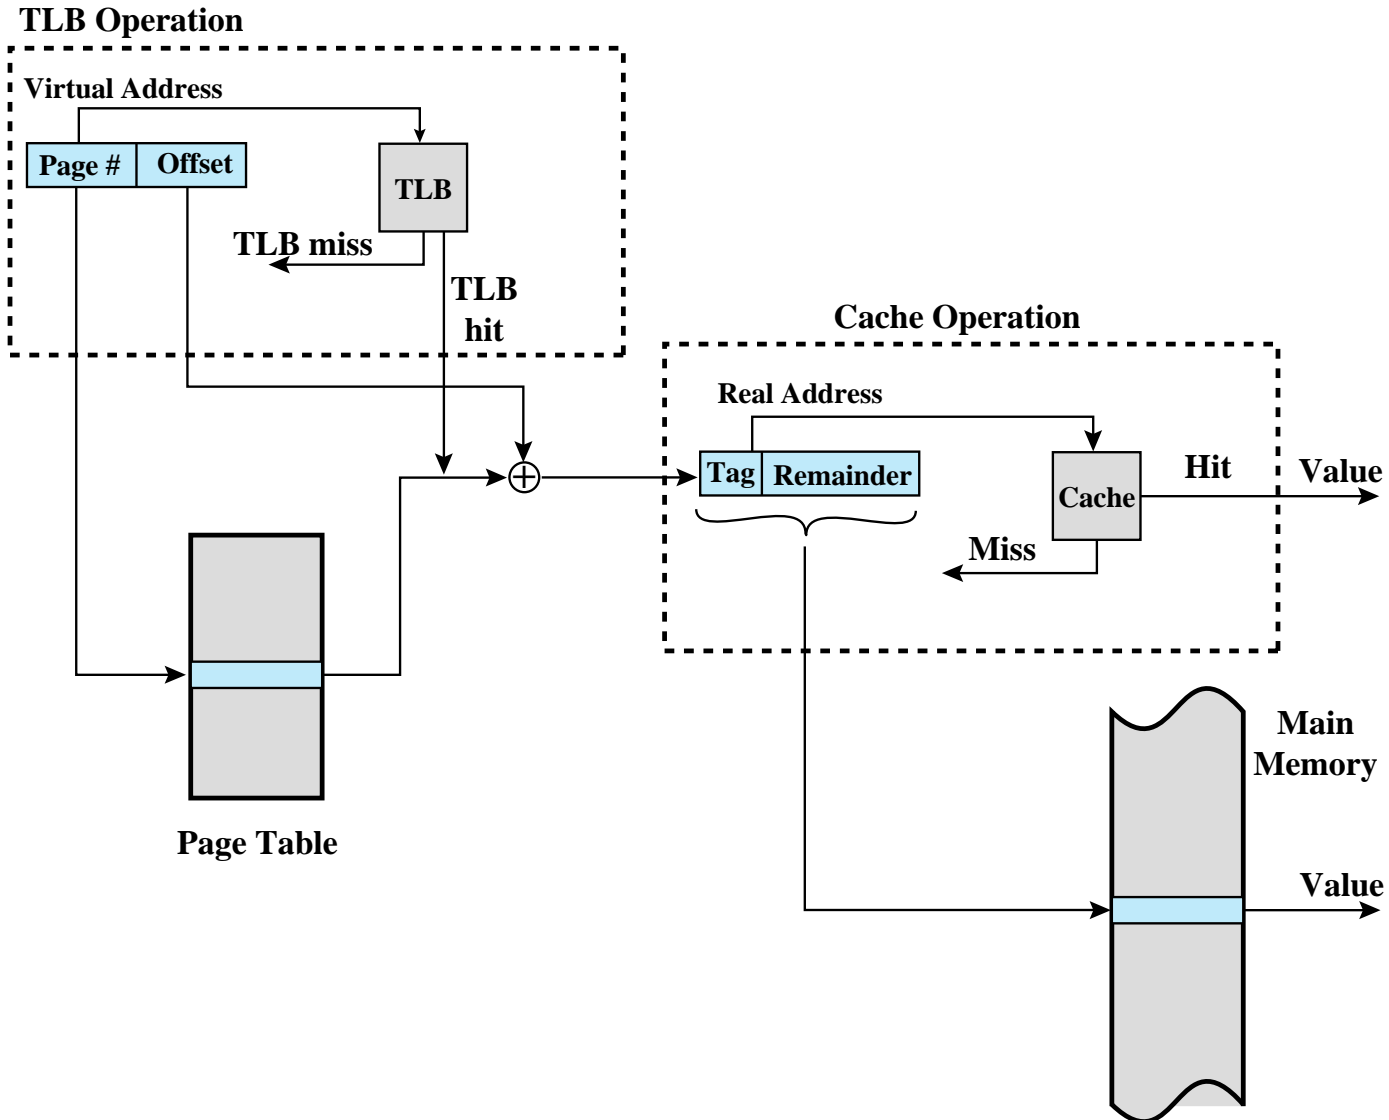 TLB Operation
Virtual Address
Page # Offset
TLB
TLB miss
TLB
hit
Cache Operation
Real Address
Tag Remainder
Cache
Hit
Value
Miss
Page Table
Main
Memory
Value